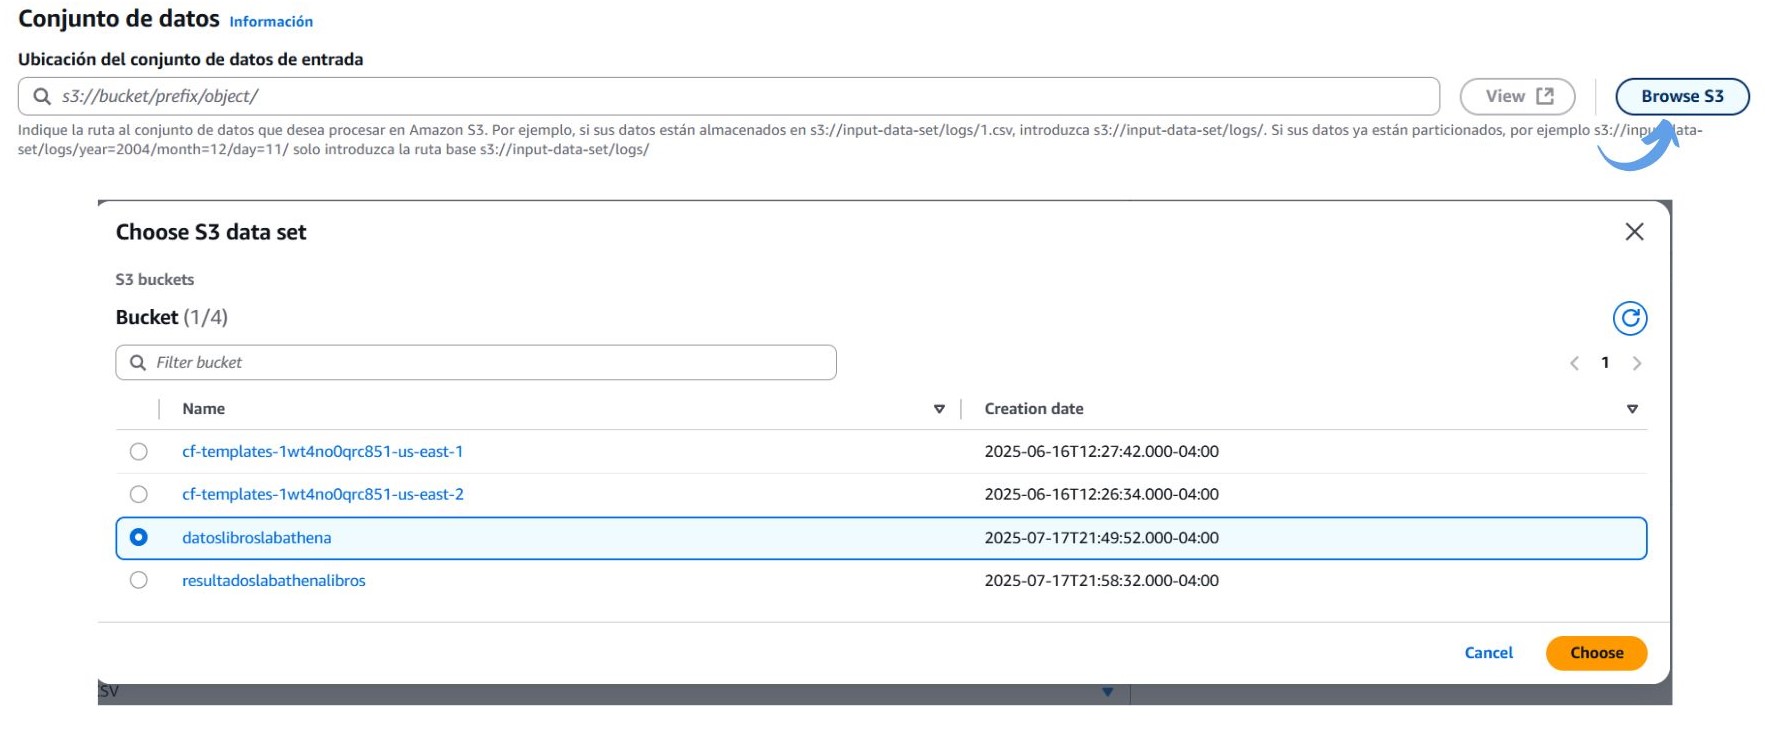 Conjunto de datos Información
Ubicación del conjunto de datos de entrada
s3://bucket/prefix/object/
View
Browse S3
Indique la ruta al conjunto de datos que desea procesar en Amazon S3. Por ejemplo, si sus datos están almacenados en s3://input-data-set/logs/1.csv, introduzca s3://input-data-set/logs/. Si sus datos ya están particionados, por ejemplo s3://input-data-
set/logs/year=2004/month=12/day=11/ solo introduzca la ruta base s3://input-data-set/logs/
Choose S3 data set
S3 buckets
Bucket (1/4)
Filter bucket
1
Name Creation date
cf-templates-1wt4no0qrc851-us-east-1 2025-06-16T12:27:42.000-04:00
cf-templates-1wt4no0qrc851-us-east-2 2025-06-16T12:26:34.000-04:00
datoslibroslabathena 2025-07-17T21:49:52.000-04:00
resultadoslabathenalibros 2025-07-17T21:58:32.000-04:00
Cancel Choose
CSV